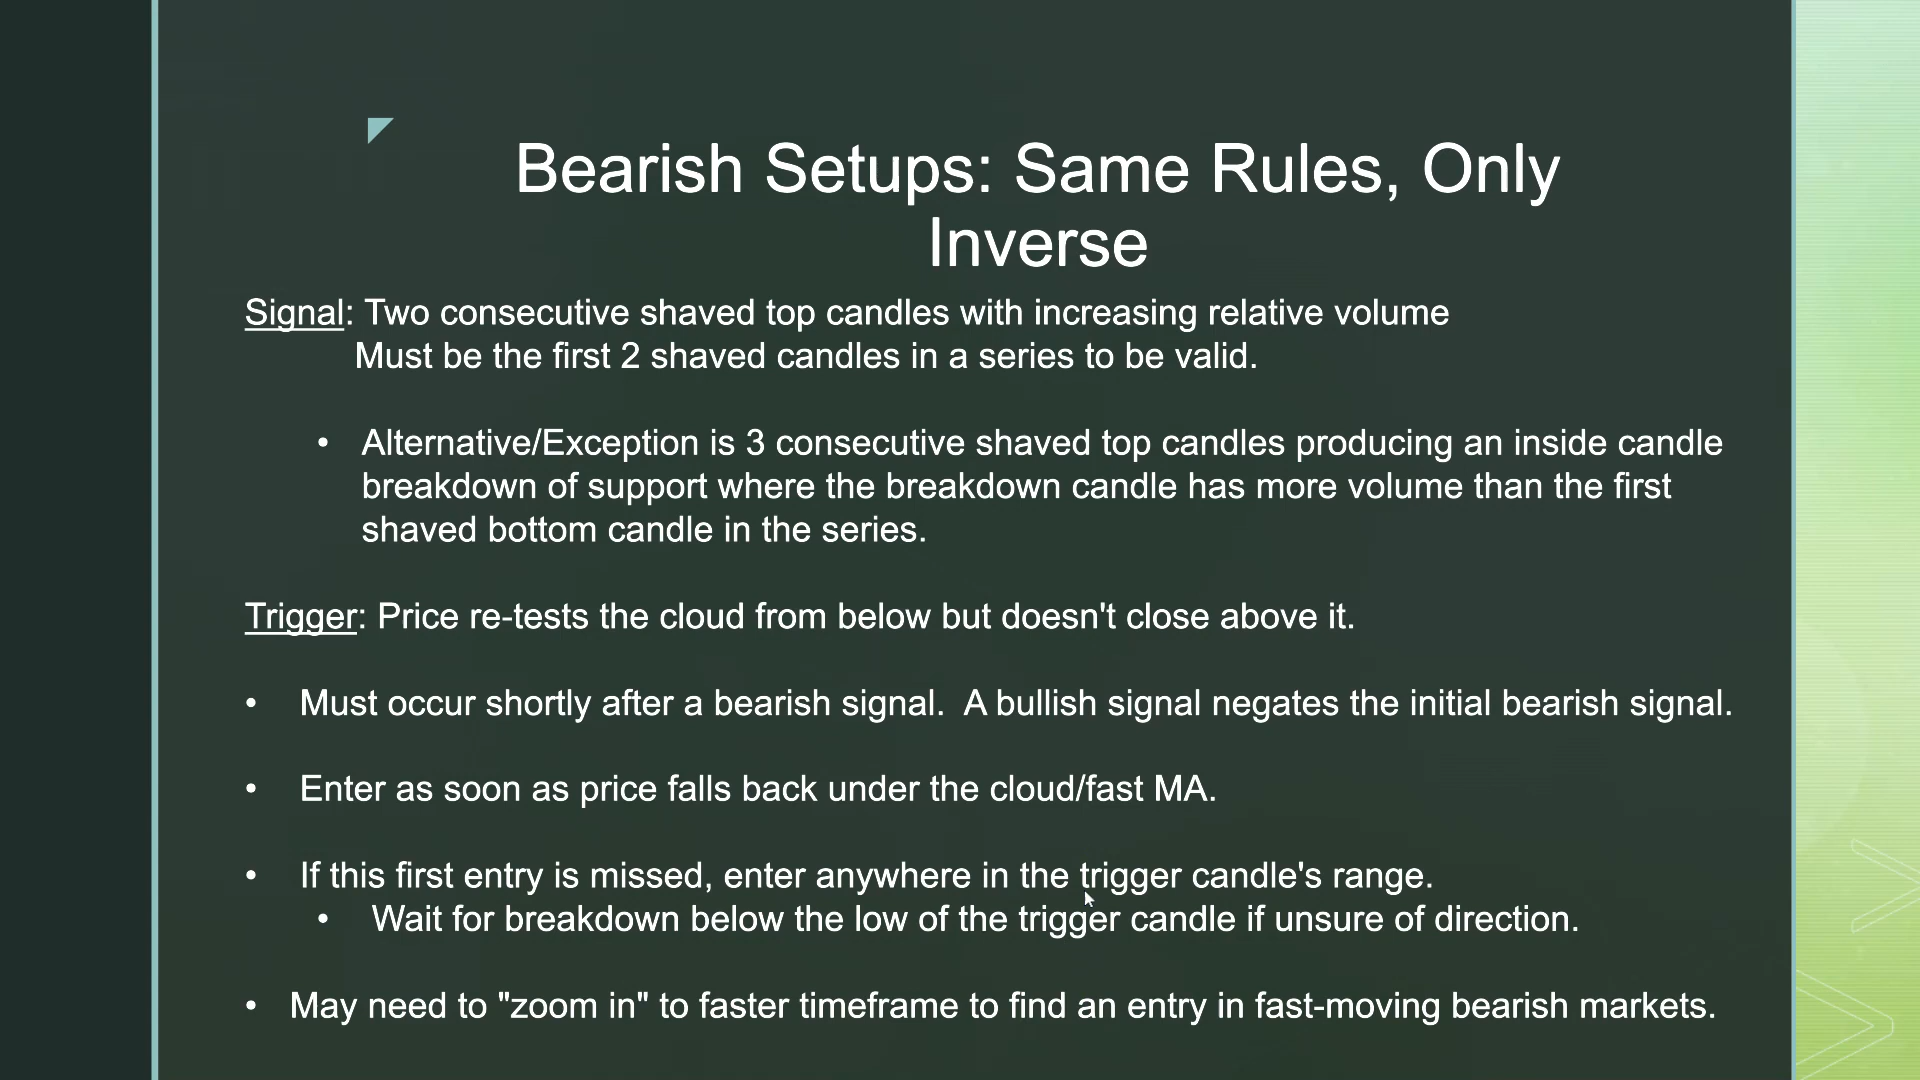 Bearish Setups: Same Rules, Only
Inverse
Signal: Two consecutive shaved top candles with increasing relative volume
Must be the first 2 shaved candles in a series to be valid.
• Alternative/Exception is 3 consecutive shaved top candles producing an inside candle
breakdown of support where the breakdown candle has more volume than the first
shaved bottom candle in the series.
Trigger: Price re-tests the cloud from below but doesn't close above it.
• Must occur shortly after a bearish signal.  A bullish signal negates the initial bearish signal.
• Enter as soon as price falls back under the cloud/fast MA.
• If this first entry is missed, enter anywhere in the trigger candle's range.
• Wait for breakdown below the low of the trigger candle if unsure of direction.
• May need to "zoom in" to faster timeframe to find an entry in fast-moving bearish markets.